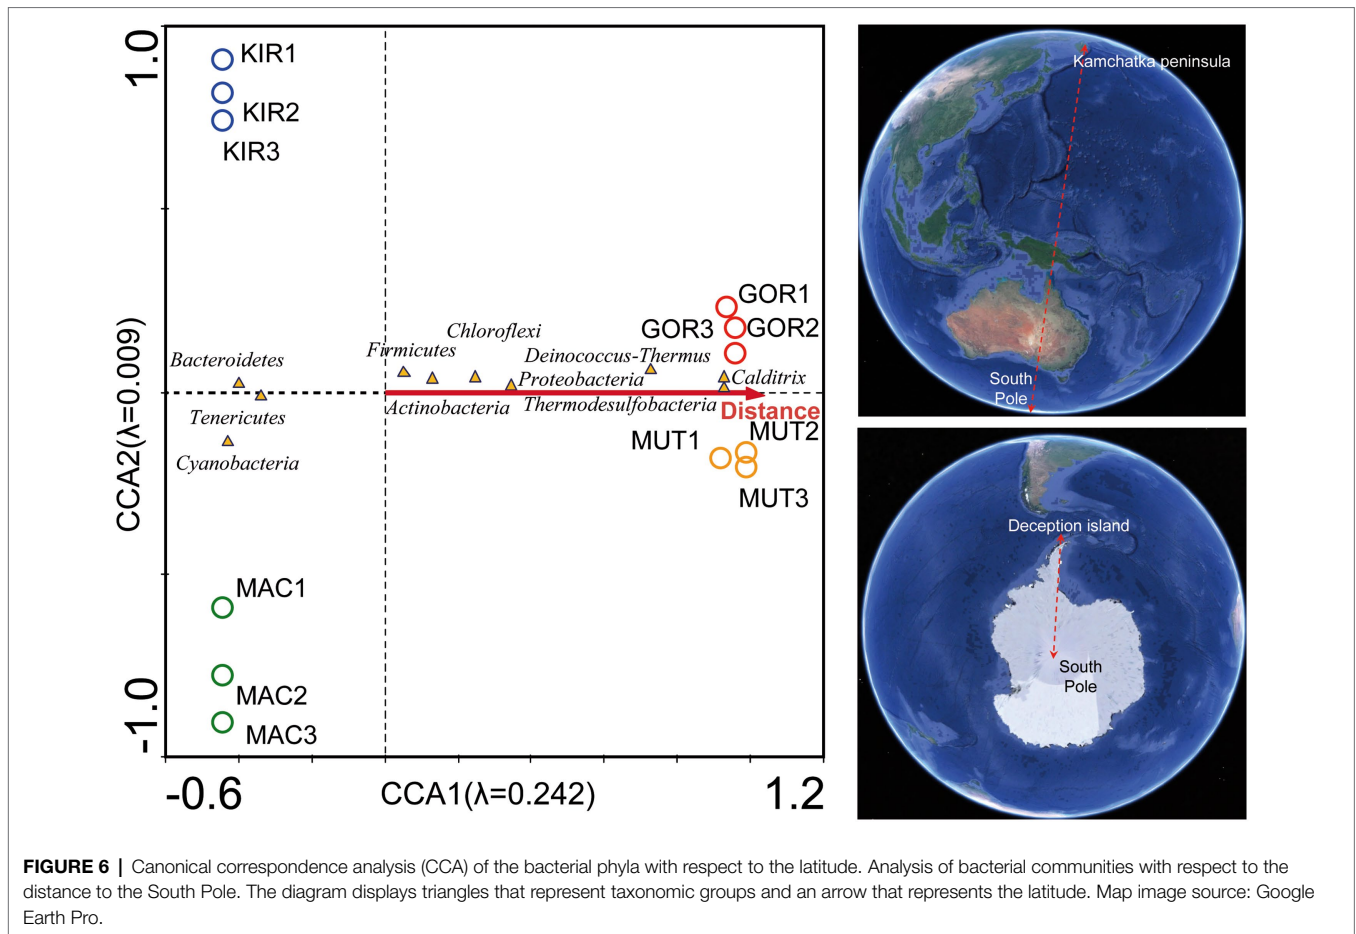 1.0
KIR1
KIR2
KIR3
GOR1
GOR3 GOR2
Chloroflexi
Firmicutes
Deinococcus-Thermus
Bacteroidetes
Proteobacteria
Calditrix
Actinobacteria
Thermodesulfobacteria
Distance
Tenericutes
Cyanobacteria
MUT1
MUT2
MUT3
CCA2(λ=0.009)
MAC1
MAC2
MAC3
-1.0
-0.6
CCA1(λ=0.242)
1.2
Kamchatka peninsula
South
Pole
Deception island
South
Pole
FIGURE 6 | Canonical correspondence analysis (CCA) of the bacterial phyla with respect to the latitude. Analysis of bacterial communities with respect to the
distance to the South Pole. The diagram displays triangles that represent taxonomic groups and an arrow that represents the latitude. Map image source: Google
Earth Pro.